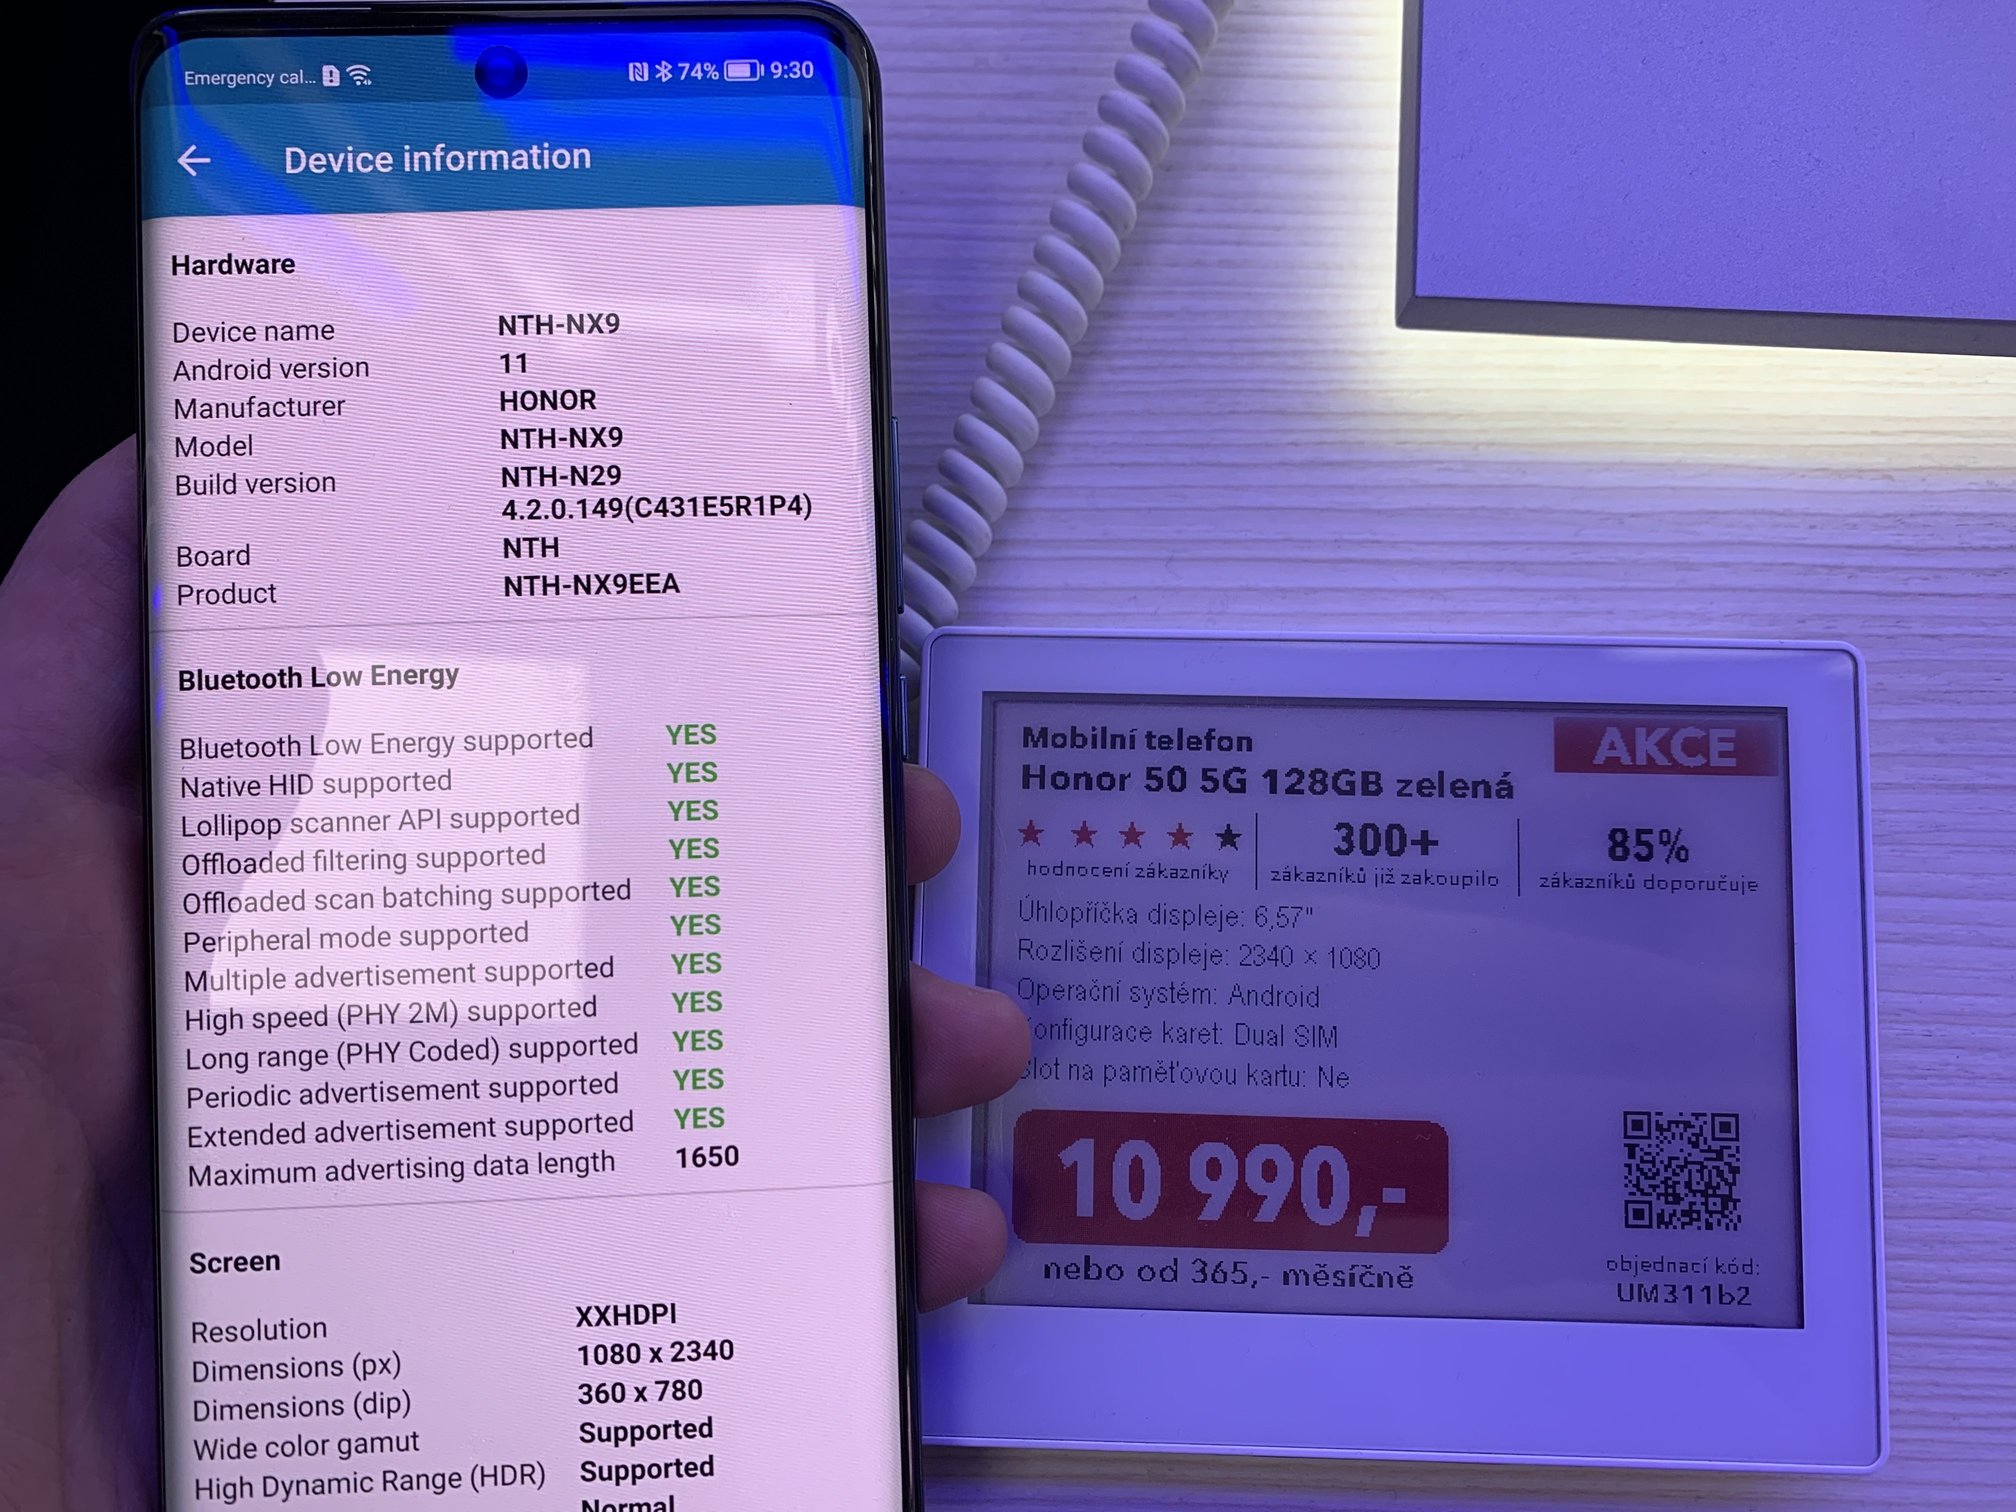 Emergency cal...
74% 9:30
Device information
Hardware
Device name NTH-NX9
Android version 11
Manufacturer HONOR
Model NTH-NX9
Build version NTH-N29
4.2.0.149(C431E5R1P4)
Board NTH
Product NTH-NX9EEA
Bluetooth Low Energy
Bluetooth Low Energy supported YES
Native HID supported YES
Lollipop scanner API supported YES
Offloaded filtering supported YES
Offloaded scan batching supported YES
Peripheral mode supported YES
Multiple advertisement supported YES
High speed (PHY 2M) supported YES
Long range (PHY Coded) supported YES
Periodic advertisement supported YES
Extended advertisement supported YES
Maximum advertising data length 1650
Screen
Resolution XXHDPI
Dimensions (px) 1080 x 2340
Dimensions (dip) 360 x 780
Wide color gamut Supported
High Dynamic Range (HDR) Supported
Normal
Mobilní telefon
AKCE
Honor 50 5G 128GB zelená
hodnocení zákazníky
300+
zákazníků již zakoupilo
85%
zákazníků doporučuje
Úhlopříčka displeje: 6,57"
Rozlišení displeje: 2340 × 1080
Operační systém: Android
onfigurace karet: Dual SIM
lot na paměťovou kartu: Ne
10 990,-
nebo od 365,- měsíčně
objednací kód:
UM311b2